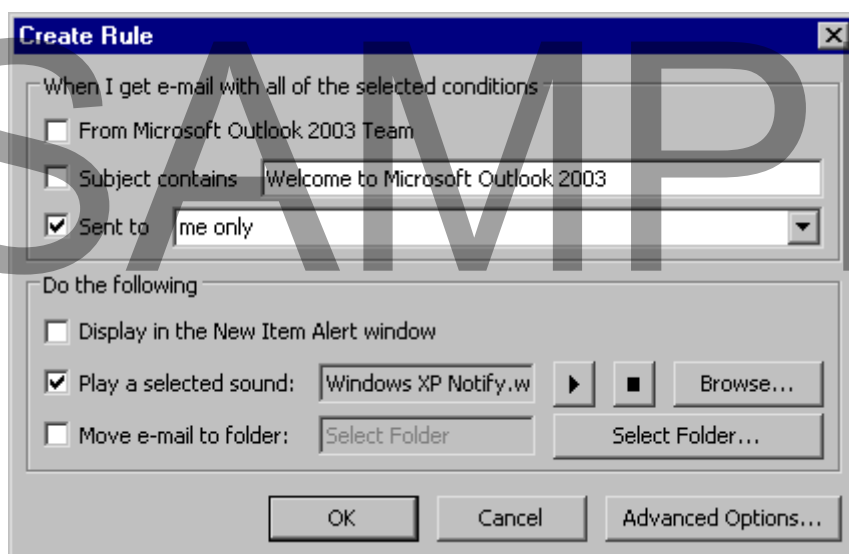 Create Rule
When I get e-mail with all of the selected conditions
From Microsoft Outlook 2003 Team
Subject contains Welcome to Microsoft Outlook 2003
Sent to me only
Do the following
Display in the New Item Alert window
Play a selected sound: Windows XP Notify.w Browse...
Move e-mail to folder: Select Folder Select Folder...
OK Cancel Advanced Options...
SAMP